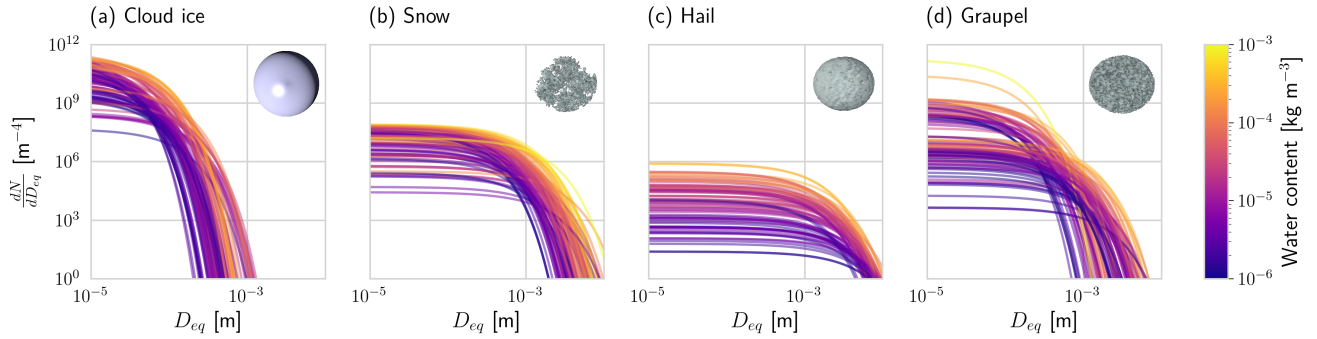 (a) Cloud ice
(b) Snow
(c) Hail
(d) Graupel
10^12
10^9
10^6
10^3
10^0
dN/dD_eq [m^−4]
10^−5 10^−3
10^−5 10^−3
10^−5 10^−3
10^−5 10^−3
D_eq [m]
D_eq [m]
D_eq [m]
D_eq [m]
10^−3
10^−4
10^−5
10^−6
Water content [kg m^−3]